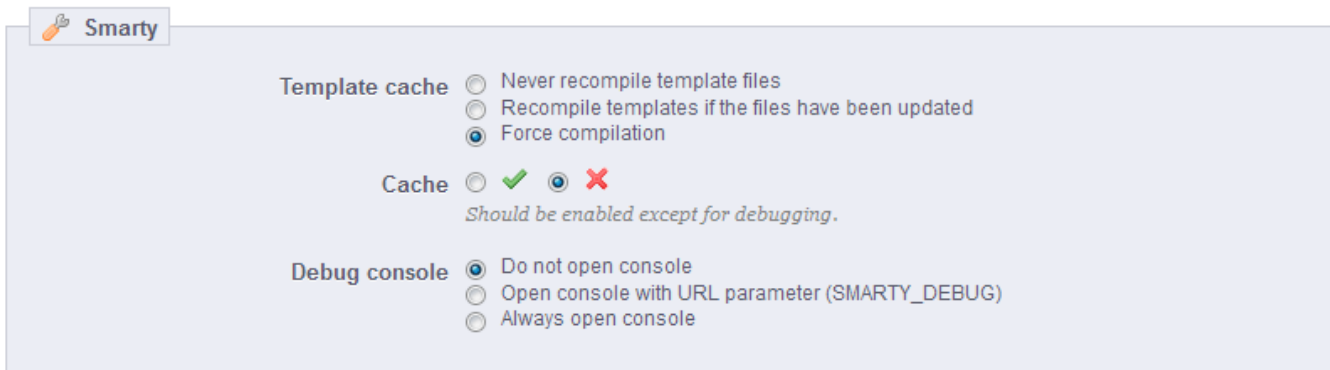 Smarty
Template cache Never recompile template files
Recompile templates if the files have been updated
Force compilation
Cache
Should be enabled except for debugging.
Debug console Do not open console
Open console with URL parameter (SMARTY_DEBUG)
Always open console